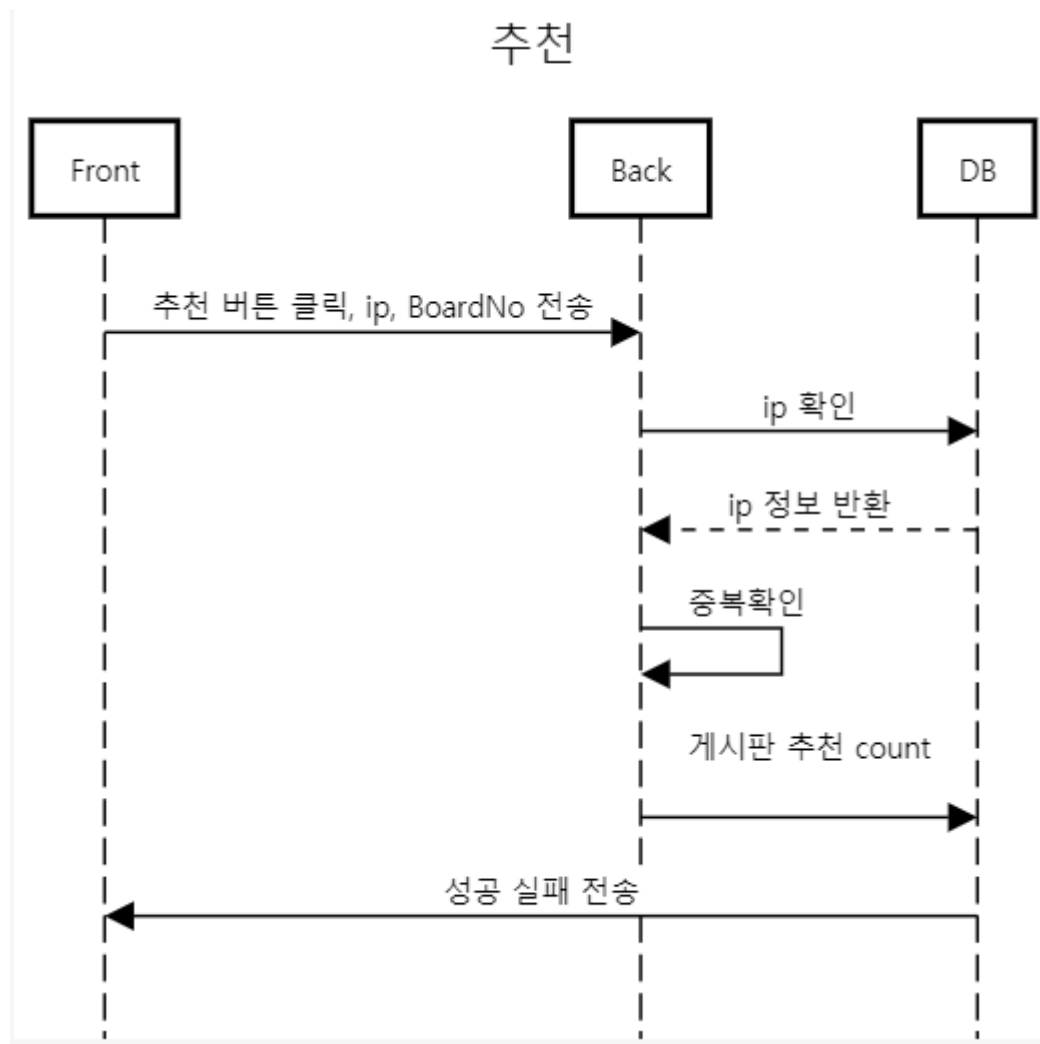 추천
Front
Back
DB
추천 버튼 클릭, ip, BoardNo 전송
ip 확인
ip 정보 반환
중복확인
게시판 추천 count
성공 실패 전송